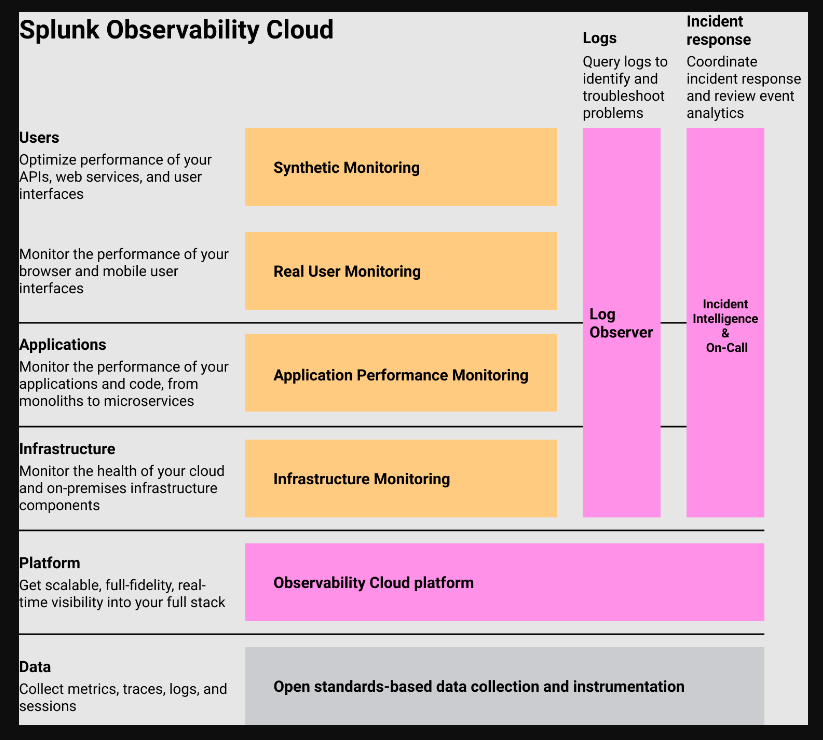 Splunk Observability Cloud
Logs
Query logs to
identify and
troubleshoot
problems
Incident
response
Coordinate
incident response
and review event
analytics
Users
Optimize performance of your
APIs, web services, and user
interfaces
Synthetic Monitoring
Monitor the performance of your
browser and mobile user
interfaces
Real User Monitoring
Log
Observer
Incident
Intelligence
&
On-Call
Applications
Monitor the performance of your
applications and code, from
monoliths to microservices
Application Performance Monitoring
Infrastructure
Monitor the health of your cloud
and on-premises infrastructure
components
Infrastructure Monitoring
Platform
Get scalable, full-fidelity, real-
time visibility into your full stack
Observability Cloud platform
Data
Collect metrics, traces, logs, and
sessions
Open standards-based data collection and instrumentation